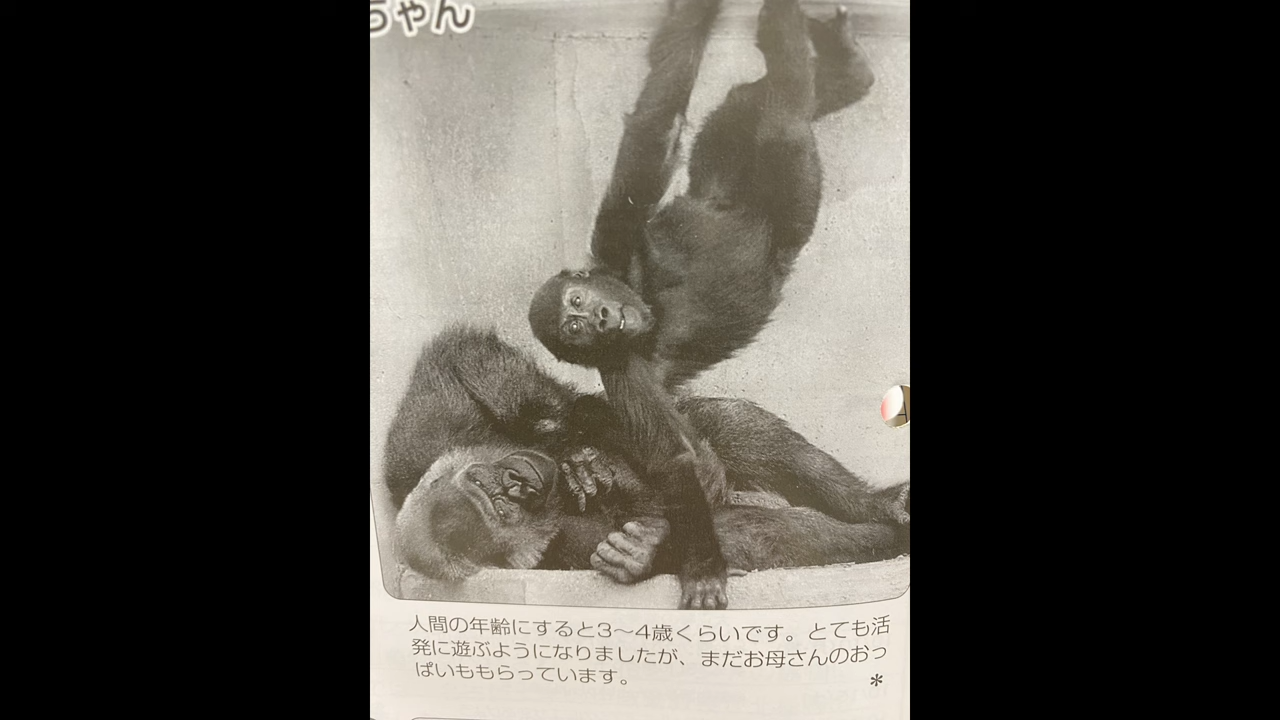 ちゃん
人間の年齢にすると3〜4歳くらいです。とても活
発に遊ぶようになりましたが、まだお母さんのおっ
ぱいももらっています。
*